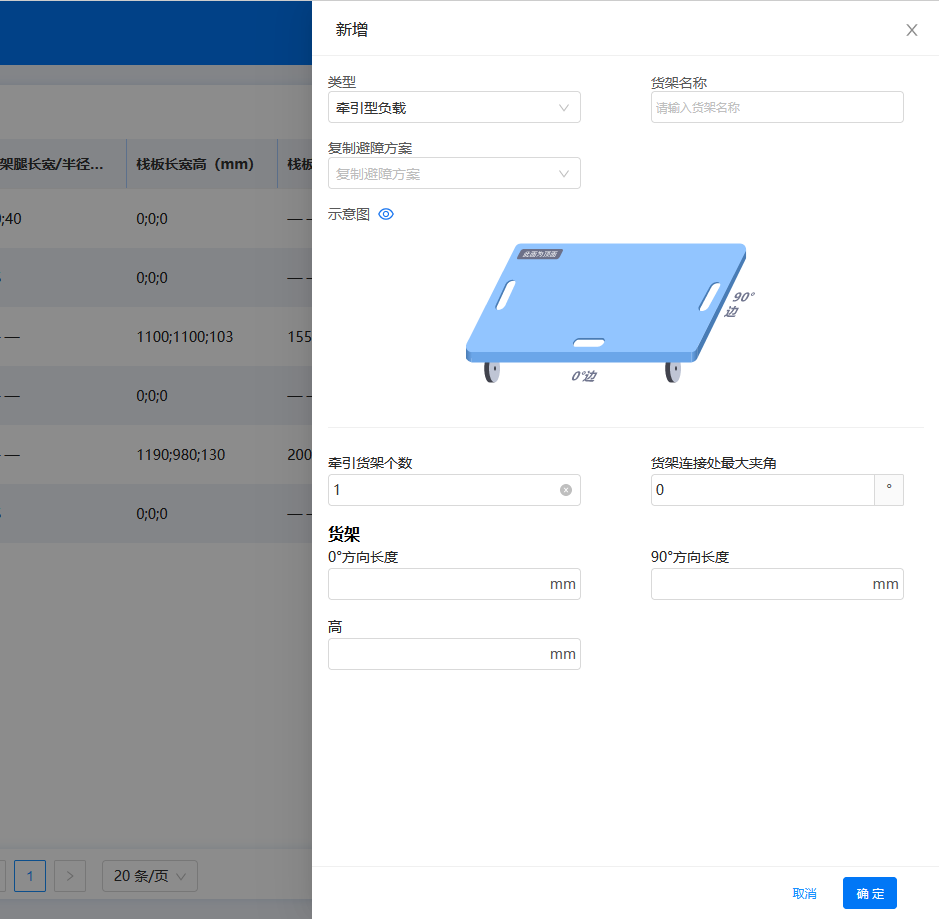 新增
类型
货架名称
牵引型负载
请输入货架名称
复制避障方案
复制避障方案
示意图
此面为顶面
90°
边
0°边
牵引货架个数
货架连接处最大夹角
1
0
°
货架
0°方向长度
90°方向长度
mm
mm
高
mm
取消
确 定
架腿长宽/半径... 栈板长宽高（mm） 栈板
;40 0;0;0 — –
0;0;0 — –
— 1100;1100;103 155
— 0;0;0 — –
— 1190;980;130 200
0;0;0 — –
1 > 20 条/页